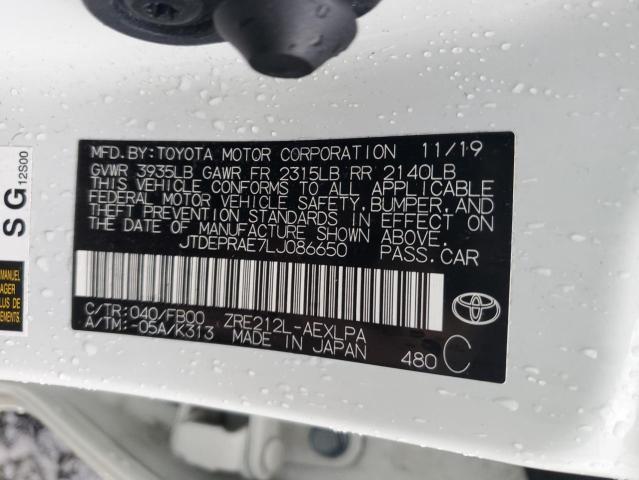 MFD.BY:TOYOTA MOTOR CORPORATION 11/19
GVWR 3935LB GAWR FR 2315LB RR 2140LB
THIS VEHICLE CONFORMS TO ALL APPLICABLE
FEDERAL MOTOR VEHICLE SAFETY, BUMPER, AND
THEFT PREVENTION STANDARDS IN EFFECT ON
THE DATE OF MANUFACTURE SHOWN ABOVE.
JTDEPRAE7LJ086650 PASS.CAR
C/TR:040/FB00 ZRE212L-AEXLPA
A/TM:-05A/K313 MADE IN JAPAN
480 C
TOYOTA
SG
12S00